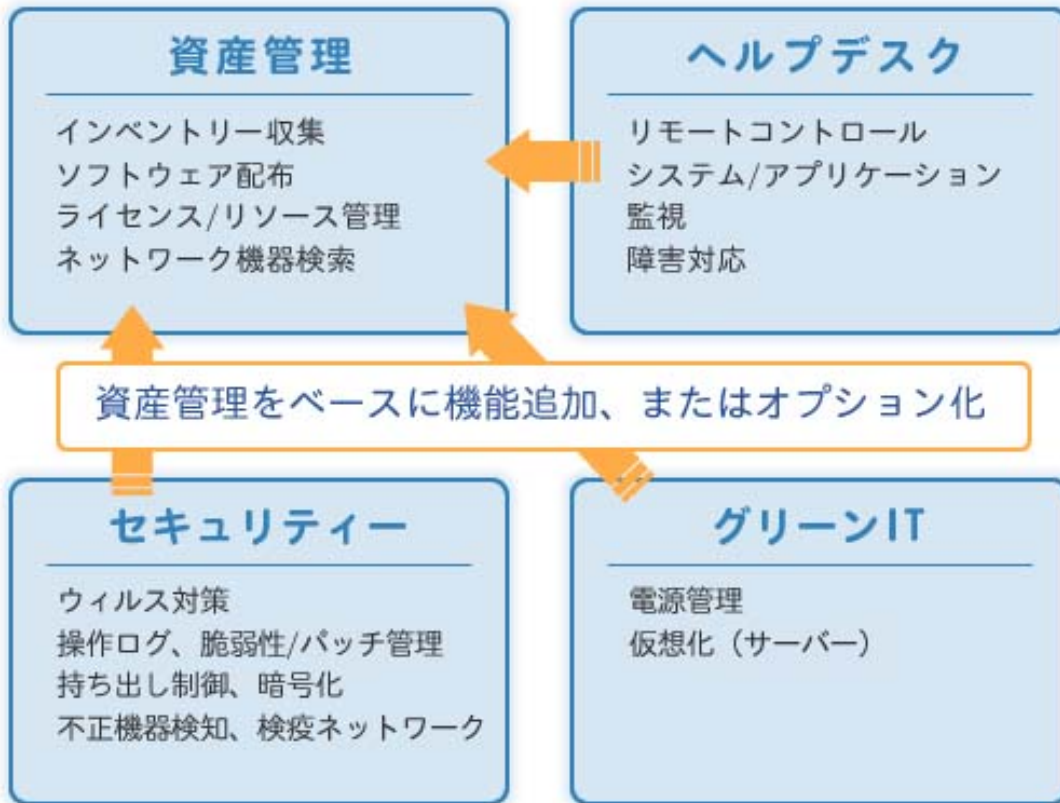 資産管理
インベントリー収集
ソフトウェア配布
ライセンス/リソース管理
ネットワーク機器検索
ヘルプデスク
リモートコントロール
システム/アプリケーション
監視
障害対応
資産管理をベースに機能追加、またはオプション化
セキュリティー
ウィルス対策
操作ログ、脆弱性/パッチ管理
持ち出し制御、暗号化
不正機器検知、検疫ネットワーク
グリーンIT
電源管理
仮想化（サーバー）